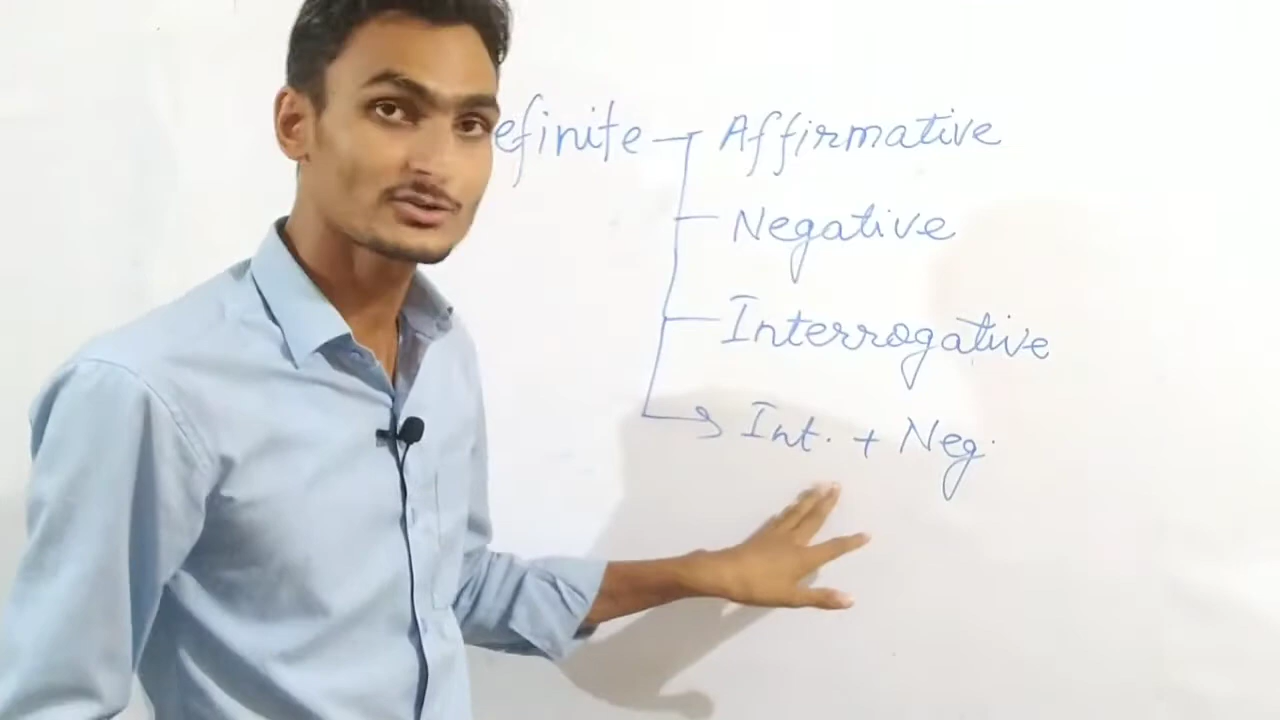 efinite Affirmative
Negative
Interrogative
Int. + Neg.